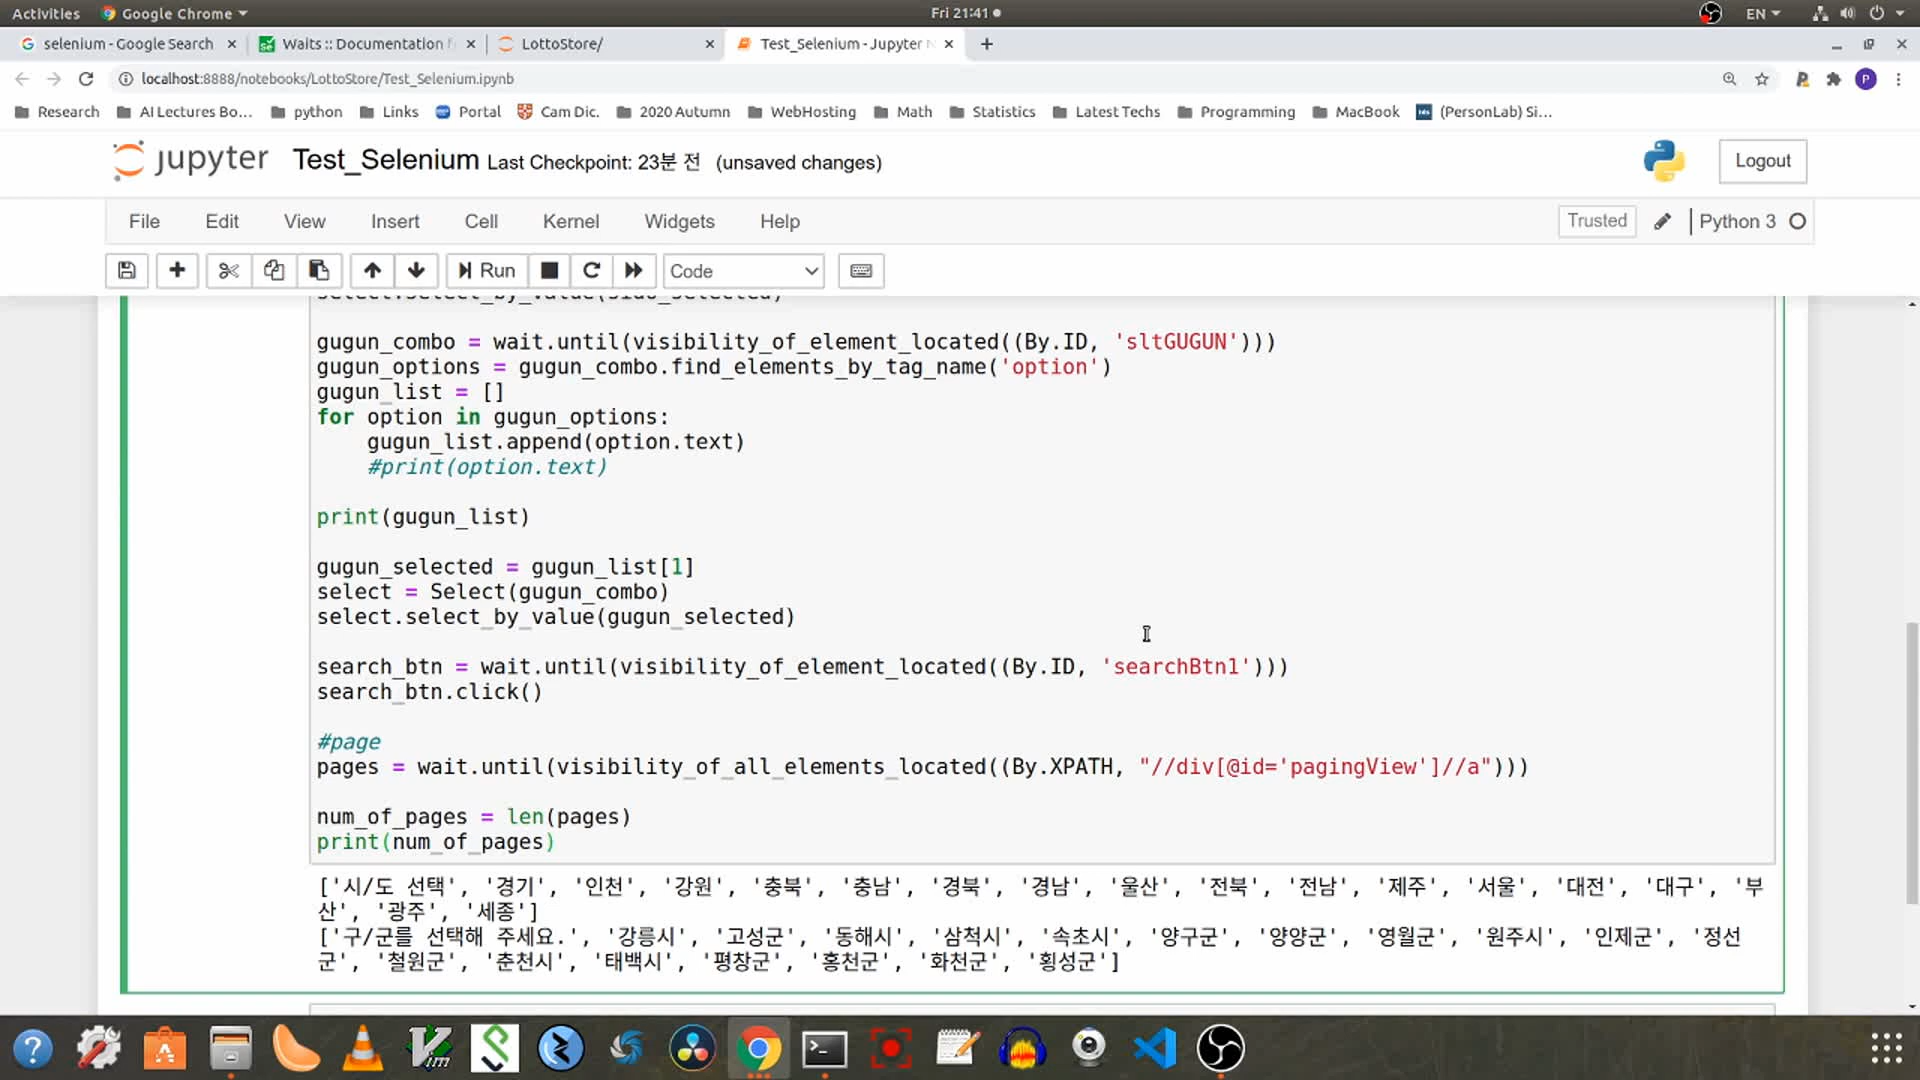 Activities Google Chrome Fri 21:41 EN
selenium - Google Search Waits :: Documentation f LottoStore/ Test_Selenium - Jupyter N
localhost:8888/notebooks/LottoStore/Test_Selenium.ipynb P
Research AI Lectures Bo... python Links Portal Cam Dic. 2020 Autumn WebHosting Math Statistics Latest Techs Programming MacBook (PersonLab) Si...
jupyter Test_Selenium Last Checkpoint: 23분 전 (unsaved changes) Logout
File Edit View Insert Cell Kernel Widgets Help Trusted Python 3
Run Code
select.select_by_value(sido_selected)
gugun_combo = wait.until(visibility_of_element_located((By.ID, 'sltGUGUN')))
gugun_options = gugun_combo.find_elements_by_tag_name('option')
gugun_list = []
for option in gugun_options:
    gugun_list.append(option.text)
    #print(option.text)
print(gugun_list)
gugun_selected = gugun_list[1]
select = Select(gugun_combo)
select.select_by_value(gugun_selected)
search_btn = wait.until(visibility_of_element_located((By.ID, 'searchBtn1')))
search_btn.click()
#page
pages = wait.until(visibility_of_all_elements_located((By.XPATH, "//div[@id='pagingView']//a")))
num_of_pages = len(pages)
print(num_of_pages)
['시/도 선택', '경기', '인천', '강원', '충북', '충남', '경북', '경남', '울산', '전북', '전남', '제주', '서울', '대전', '대구', '부
산', '광주', '세종']
['구/군를 선택해 주세요.', '강릉시', '고성군', '동해시', '삼척시', '속초시', '양구군', '양양군', '영월군', '원주시', '인제군', '정선
군', '철원군', '춘천시', '태백시', '평창군', '홍천군', '화천군', '횡성군']